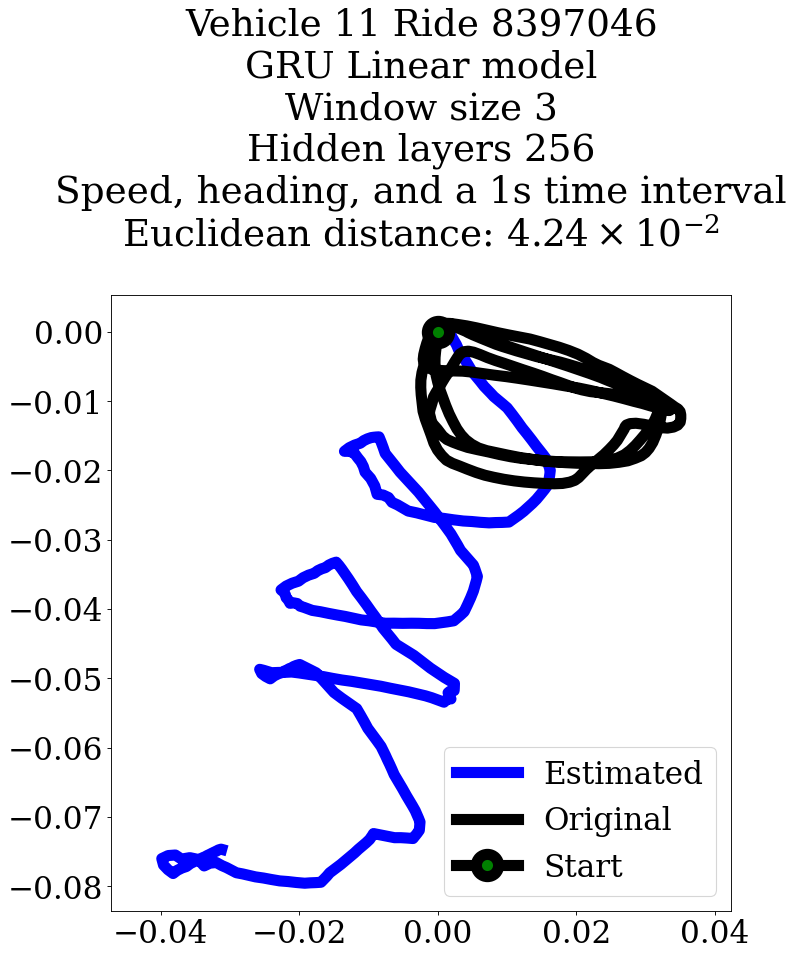 Vehicle 11 Ride 8397046
GRU Linear model
Window size 3
Hidden layers 256
Speed, heading, and a 1s time interval
Euclidean distance: 4.24 × 10⁻²
0.00
−0.01
−0.02
−0.03
−0.04
−0.05
−0.06
−0.07
−0.08
Estimated
Original
Start
−0.04 −0.02 0.00 0.02 0.04